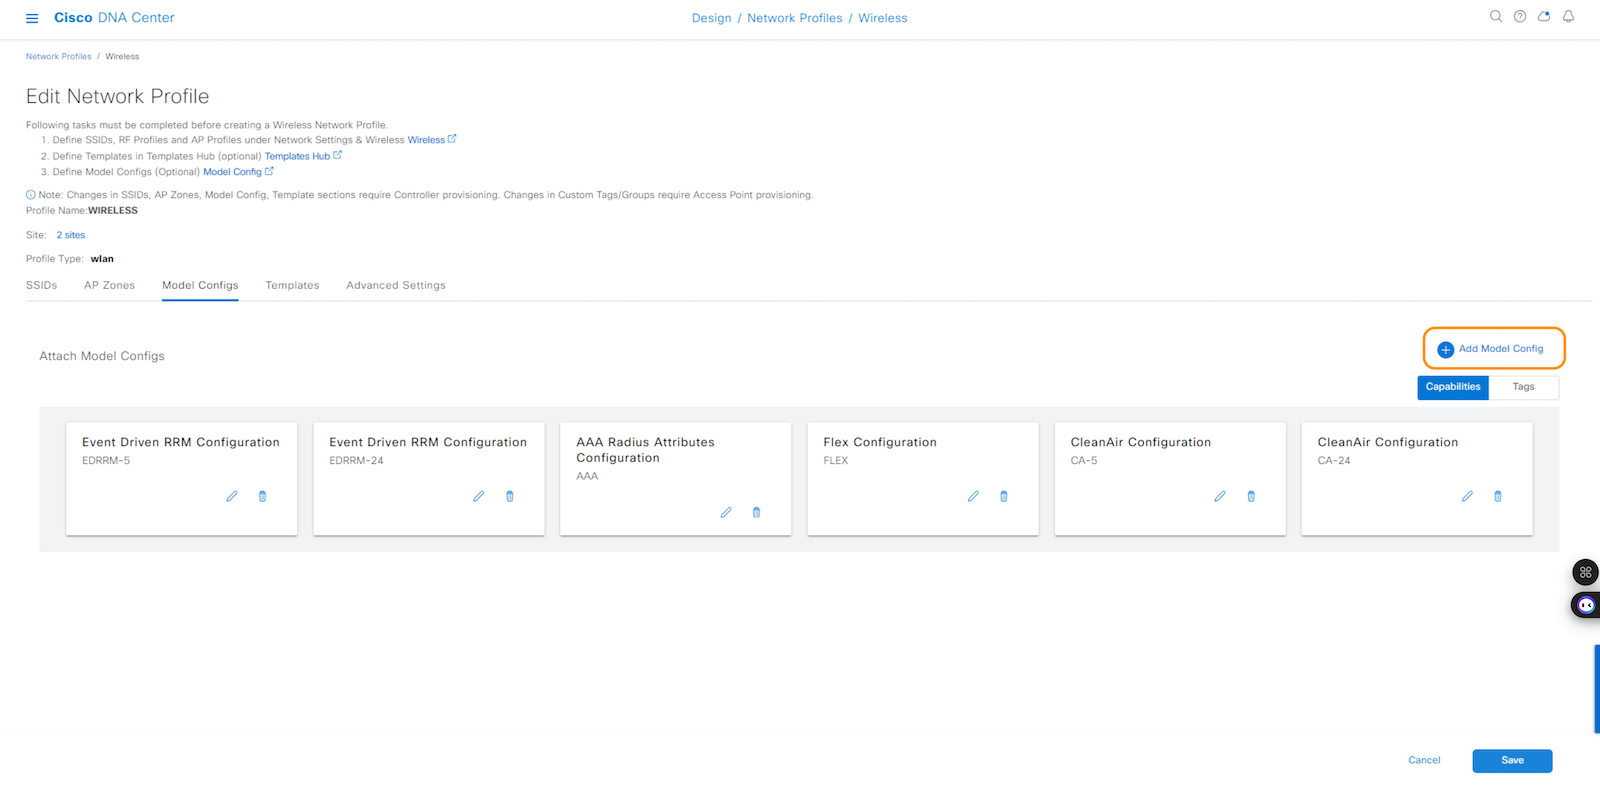 Cisco DNA Center
Design / Network Profiles / Wireless
Network Profiles / Wireless
Edit Network Profile
Following tasks must be completed before creating a Wireless Network Profile.
1. Define SSIDs, RF Profiles and AP Profiles under Network Settings & Wireless Wireless
2. Define Templates in Templates Hub (optional) Templates Hub
3. Define Model Configs (Optional) Model Config
Note: Changes in SSIDs, AP Zones, Model Config, Template sections require Controller provisioning. Changes in Custom Tags/Groups require Access Point provisioning.
Profile Name:WIRELESS
Site: 2 sites
Profile Type: wlan
SSIDs AP Zones Model Configs Templates Advanced Settings
Attach Model Configs
Add Model Config
Capabilities Tags
Event Driven RRM Configuration
EDRRM-5
Event Driven RRM Configuration
EDRRM-24
AAA Radius Attributes
Configuration
AAA
Flex Configuration
FLEX
CleanAir Configuration
CA-5
CleanAir Configuration
CA-24
Cancel Save